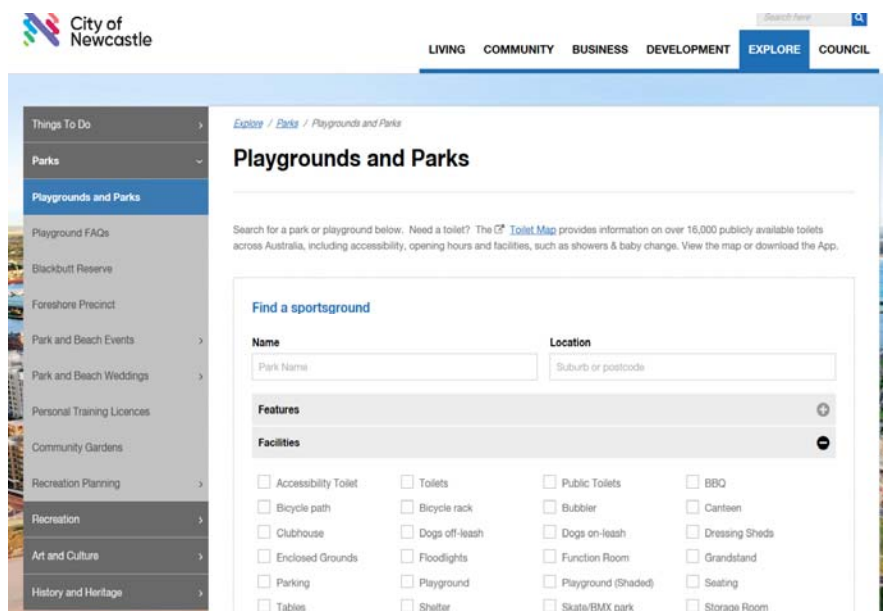 City of
Newcastle
Search here
LIVING COMMUNITY BUSINESS DEVELOPMENT EXPLORE COUNCIL
Things To Do
Parks
Playgrounds and Parks
Playground FAQs
Blackbutt Reserve
Foreshore Precinct
Park and Beach Events
Park and Beach Weddings
Personal Training Licences
Community Gardens
Recreation Planning
Recreation
Art and Culture
History and Heritage
Explore / Parks / Playgrounds and Parks
Playgrounds and Parks
Search for a park or playground below. Need a toilet? The Toilet Map provides information on over 16,000 publicly available toilets
across Australia, including accessibility, opening hours and facilities, such as showers & baby change. View the map or download the App.
Find a sportsground
Name Location
Park Name Suburb or postcode
Features
Facilities
Accessibility Toilet Toilets Public Toilets BBQ
Bicycle path Bicycle rack Bubbler Canteen
Clubhouse Dogs off-leash Dogs on-leash Dressing Sheds
Enclosed Grounds Floodlights Function Room Grandstand
Parking Playground Playground (Shaded) Seating
Tables Shelter Skate/BMX park Storage Room